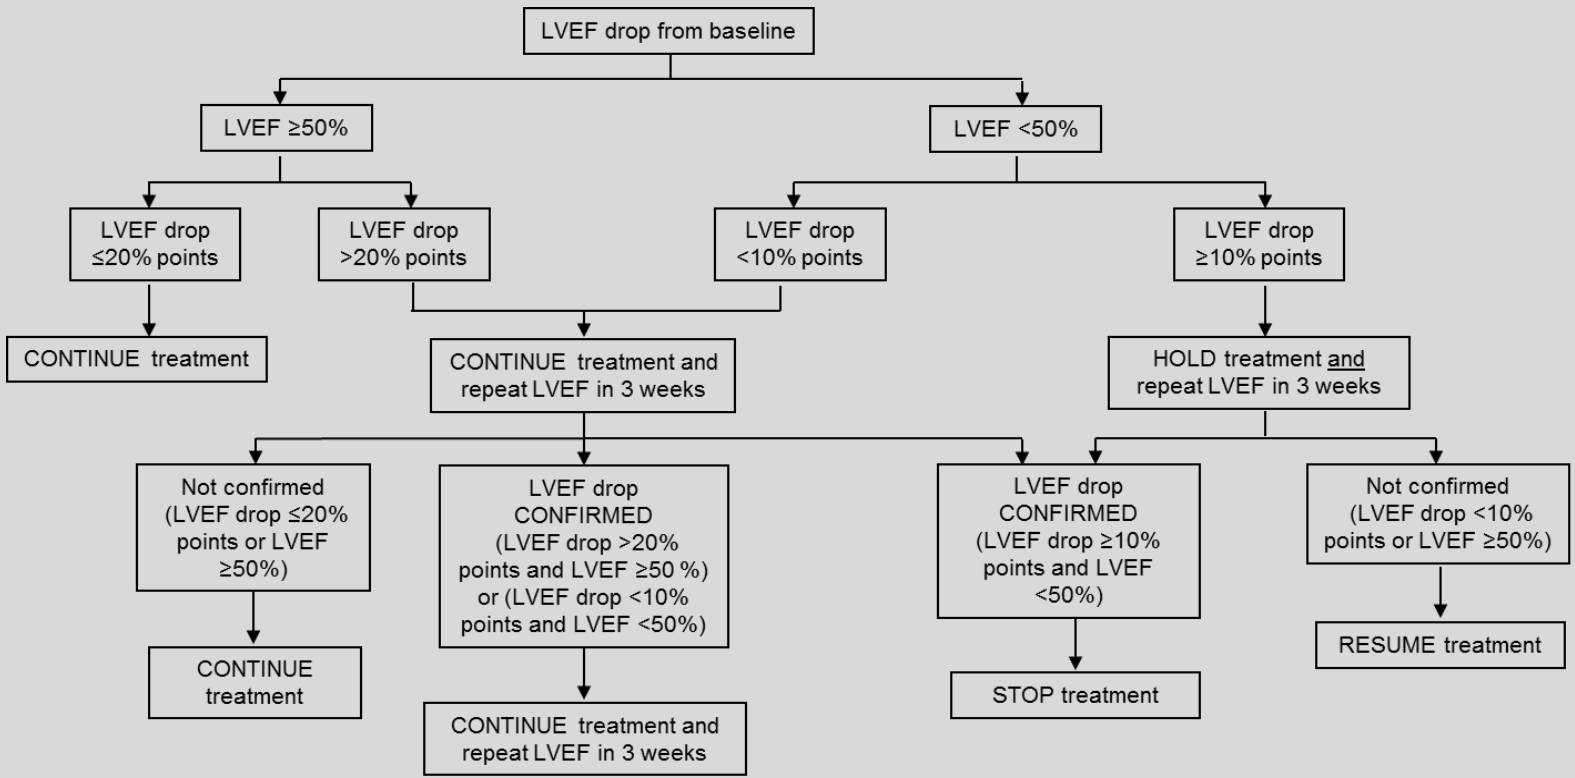 LVEF drop from baseline
LVEF ≥50%
LVEF <50%
LVEF drop
≤20% points
LVEF drop
>20% points
LVEF drop
<10% points
LVEF drop
≥10% points
CONTINUE treatment
CONTINUE treatment and
repeat LVEF in 3 weeks
HOLD treatment and
repeat LVEF in 3 weeks
Not confirmed
(LVEF drop ≤20%
points or LVEF
≥50%)
LVEF drop
CONFIRMED
(LVEF drop >20%
points and LVEF ≥50 %)
or (LVEF drop <10%
points and LVEF <50%)
LVEF drop
CONFIRMED
(LVEF drop ≥10%
points and LVEF
<50%)
Not confirmed
(LVEF drop <10%
points or LVEF ≥50%)
CONTINUE
treatment
CONTINUE treatment and
repeat LVEF in 3 weeks
STOP treatment
RESUME treatment